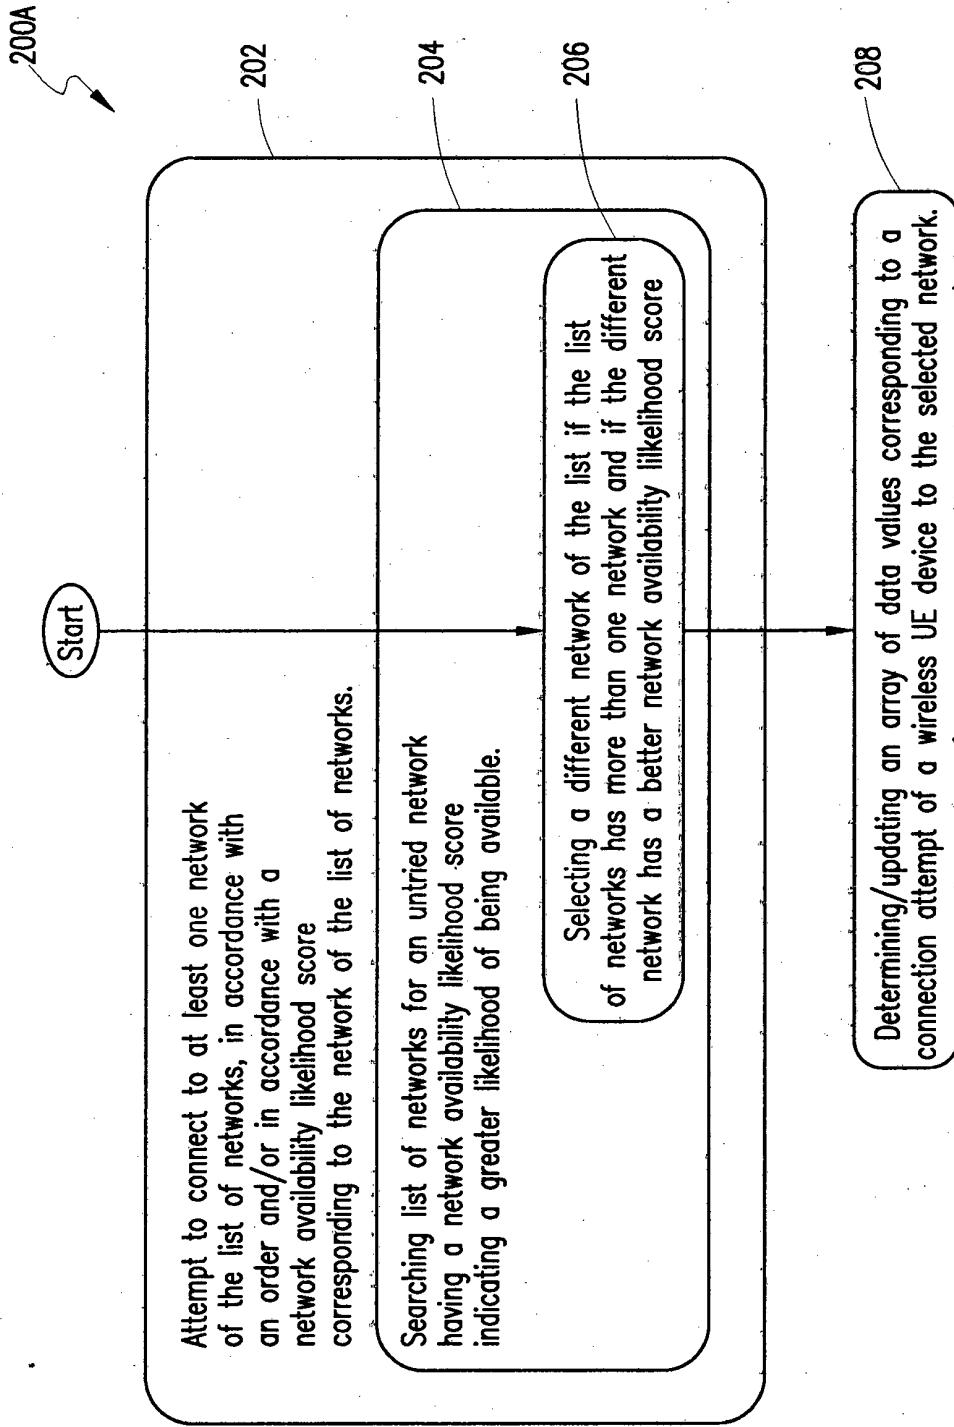 200A
Start
202
Attempt to connect to at least one network
of the list of networks, in accordance with
an order and/or in accordance with a
network availability likelihood score
corresponding to the network of the list of networks.
204
Searching list of networks for an untried network
having a network availability likelihood score
indicating a greater likelihood of being available.
206
Selecting a different network of the list if the list
of networks has more than one network and if the different
network has a better network availability lilkelihood score
208
Determining/updating an array of data values corresponding to a
connection attempt of a wireless UE device to the selected network.